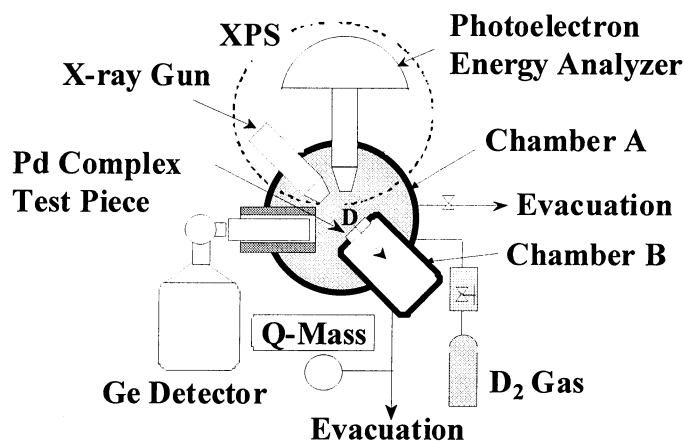 XPS
Photoelectron
Energy Analyzer
X-ray Gun
Chamber A
Pd Complex
Test Piece
D
Evacuation
Chamber B
Q-Mass
Ge Detector
D₂ Gas
Evacuation